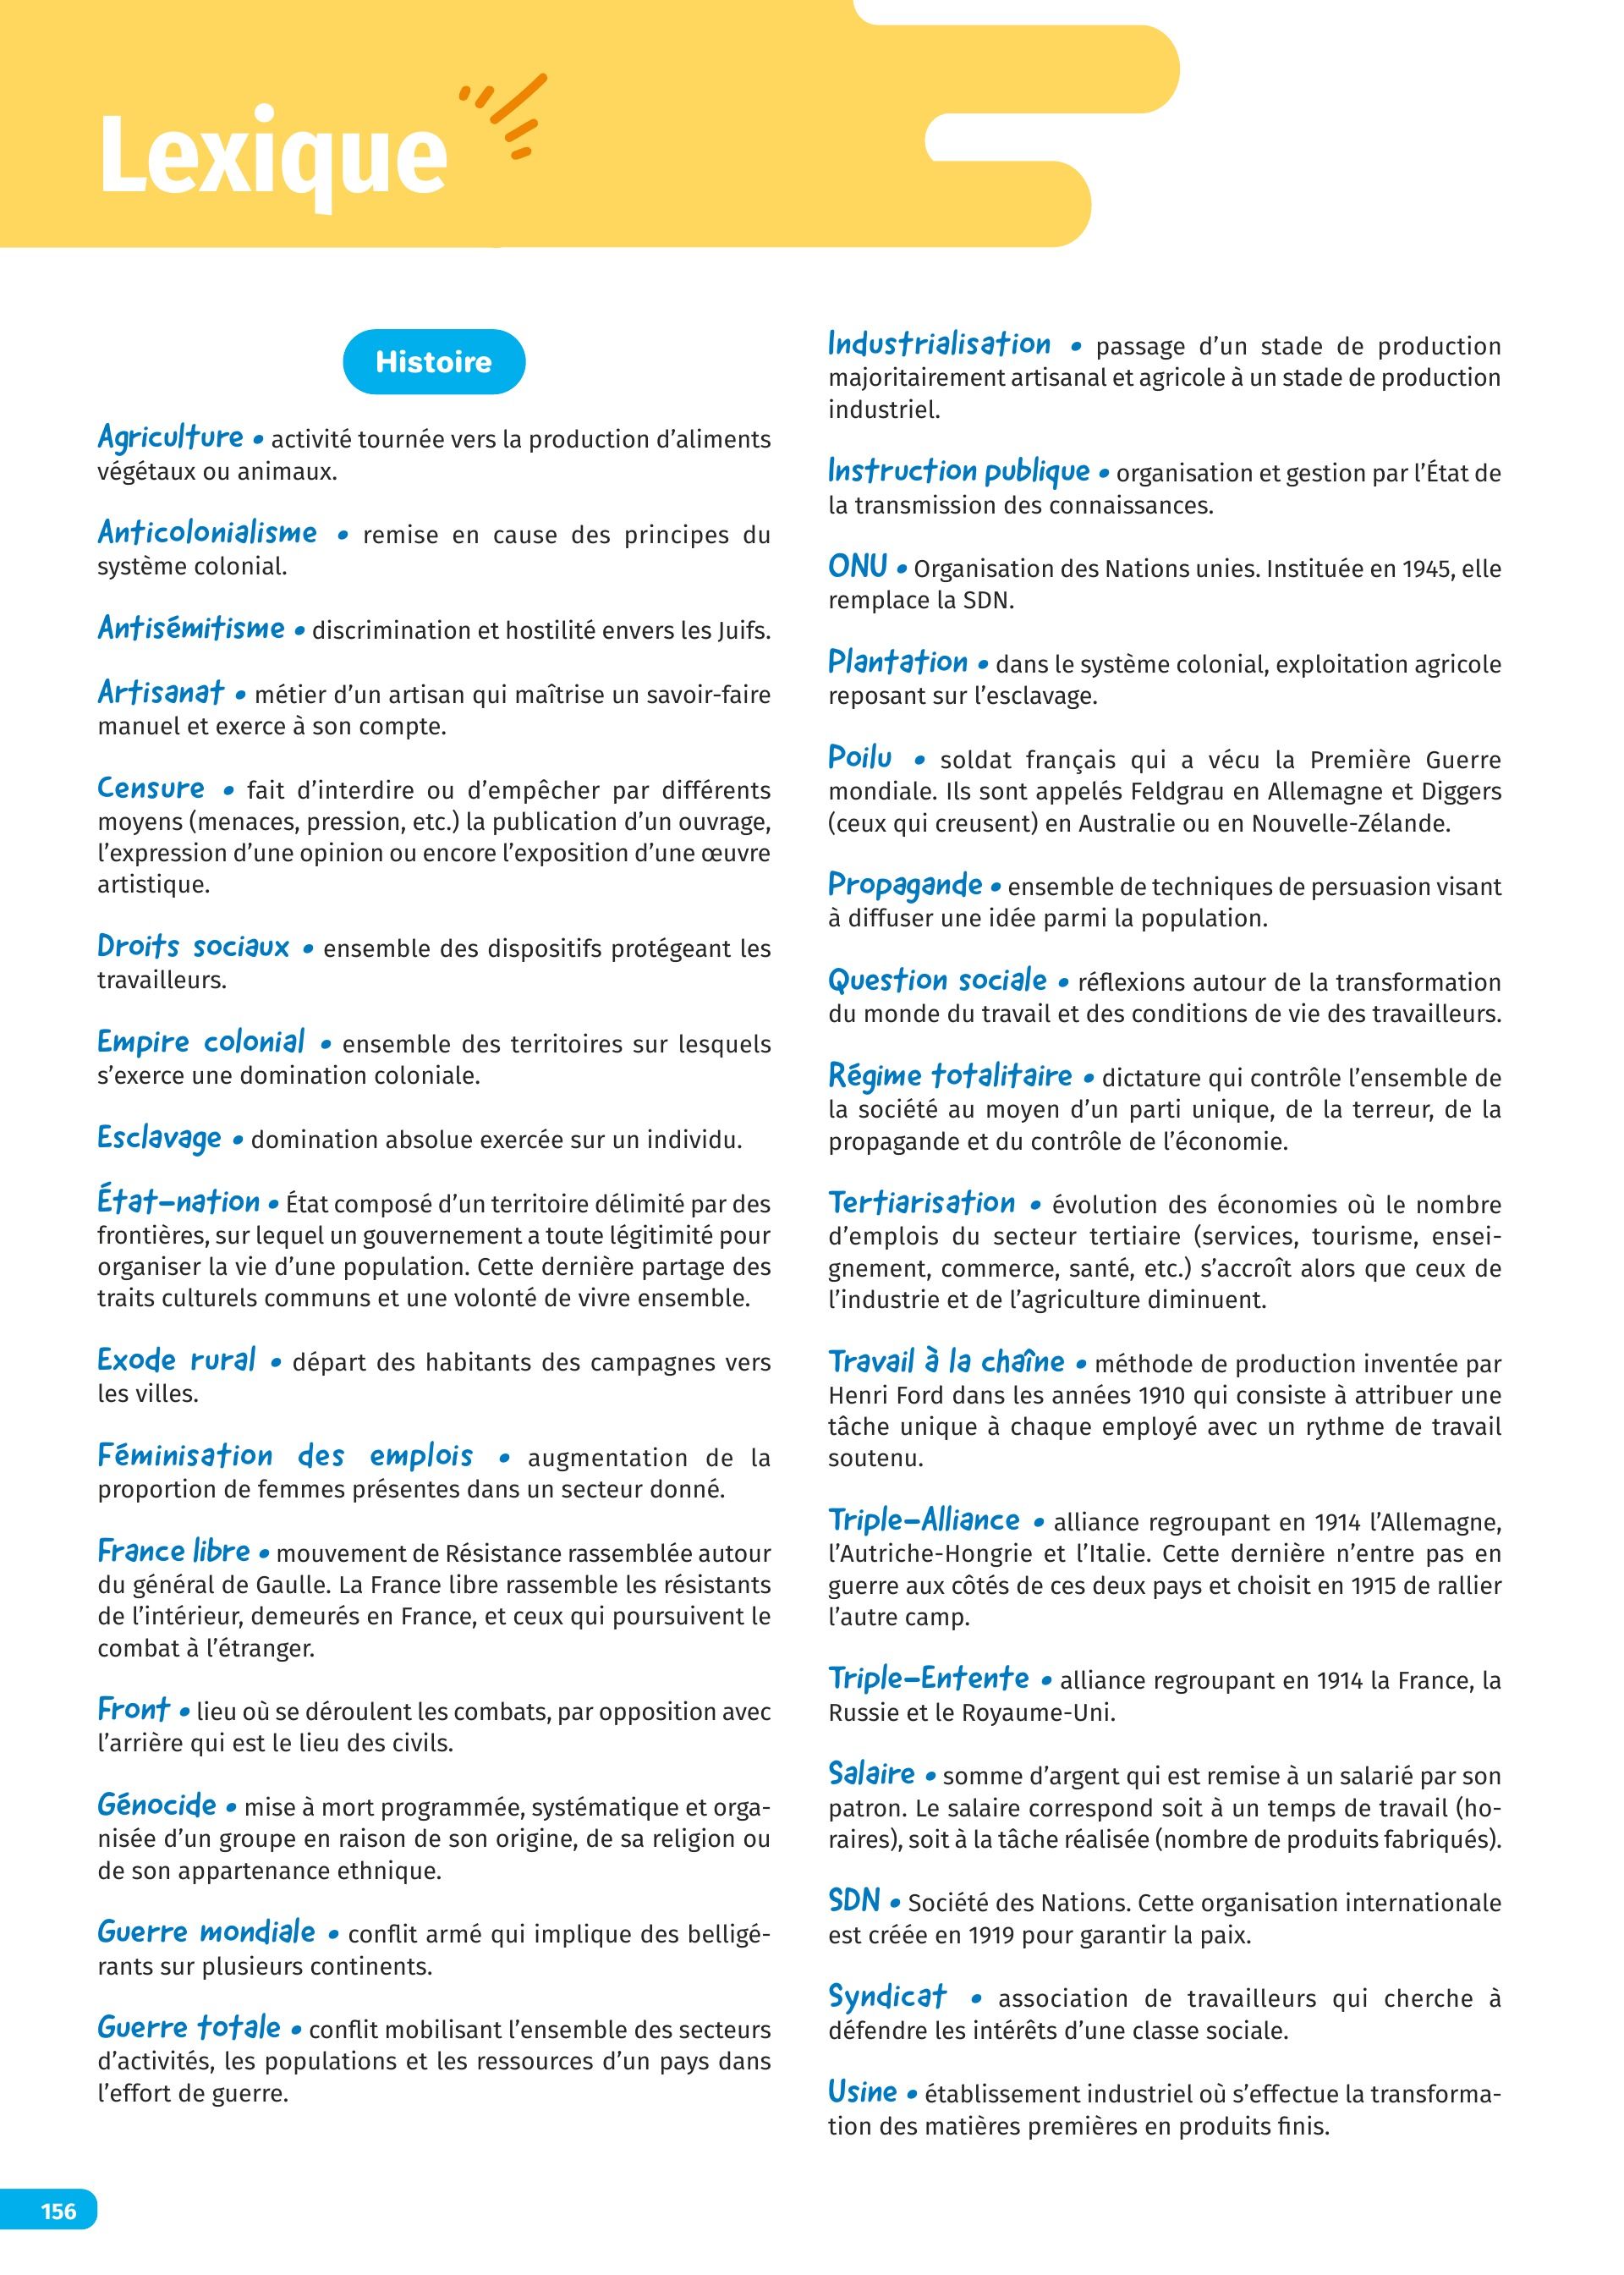 Lexique
Histoire
Agriculture • activité tournée vers la production d’aliments
végétaux ou animaux.
Anticolonialisme • remise en cause des principes du
système colonial.
Antisémitisme • discrimination et hostilité envers les Juifs.
Artisanat • métier d’un artisan qui maîtrise un savoir-faire
manuel et exerce à son compte.
Censure • fait d’interdire ou d’empêcher par différents
moyens (menaces, pression, etc.) la publication d’un ouvrage,
l’expression d’une opinion ou encore l’exposition d’une œuvre
artistique.
Droits sociaux • ensemble des dispositifs protégeant les
travailleurs.
Empire colonial • ensemble des territoires sur lesquels
s’exerce une domination coloniale.
Esclavage • domination absolue exercée sur un individu.
État-nation • État composé d’un territoire délimité par des
frontières, sur lequel un gouvernement a toute légitimité pour
organiser la vie d’une population. Cette dernière partage des
traits culturels communs et une volonté de vivre ensemble.
Exode rural • départ des habitants des campagnes vers
les villes.
Féminisation des emplois • augmentation de la
proportion de femmes présentes dans un secteur donné.
France libre • mouvement de Résistance rassemblée autour
du général de Gaulle. La France libre rassemble les résistants
de l’intérieur, demeurés en France, et ceux qui poursuivent le
combat à l’étranger.
Front • lieu où se déroulent les combats, par opposition avec
l’arrière qui est le lieu des civils.
Génocide • mise à mort programmée, systématique et orga-
nisée d’un groupe en raison de son origine, de sa religion ou
de son appartenance ethnique.
Guerre mondiale • conflit armé qui implique des belligé-
rants sur plusieurs continents.
Guerre totale • conflit mobilisant l’ensemble des secteurs
d’activités, les populations et les ressources d’un pays dans
l’effort de guerre.
Industrialisation • passage d’un stade de production
majoritairement artisanal et agricole à un stade de production
industriel.
Instruction publique • organisation et gestion par l’État de
la transmission des connaissances.
ONU • Organisation des Nations unies. Instituée en 1945, elle
remplace la SDN.
Plantation • dans le système colonial, exploitation agricole
reposant sur l’esclavage.
Poilu • soldat français qui a vécu la Première Guerre
mondiale. Ils sont appelés Feldgrau en Allemagne et Diggers
(ceux qui creusent) en Australie ou en Nouvelle-Zélande.
Propagande • ensemble de techniques de persuasion visant
à diffuser une idée parmi la population.
Question sociale • réflexions autour de la transformation
du monde du travail et des conditions de vie des travailleurs.
Régime totalitaire • dictature qui contrôle l’ensemble de
la société au moyen d’un parti unique, de la terreur, de la
propagande et du contrôle de l’économie.
Tertiarisation • évolution des économies où le nombre
d’emplois du secteur tertiaire (services, tourisme, ensei-
gnement, commerce, santé, etc.) s’accroît alors que ceux de
l’industrie et de l’agriculture diminuent.
Travail à la chaîne • méthode de production inventée par
Henri Ford dans les années 1910 qui consiste à attribuer une
tâche unique à chaque employé avec un rythme de travail
soutenu.
Triple-Alliance • alliance regroupant en 1914 l’Allemagne,
l’Autriche-Hongrie et l’Italie. Cette dernière n’entre pas en
guerre aux côtés de ces deux pays et choisit en 1915 de rallier
l’autre camp.
Triple-Entente • alliance regroupant en 1914 la France, la
Russie et le Royaume-Uni.
Salaire • somme d’argent qui est remise à un salarié par son
patron. Le salaire correspond soit à un temps de travail (ho-
raires), soit à la tâche réalisée (nombre de produits fabriqués).
SDN • Société des Nations. Cette organisation internationale
est créée en 1919 pour garantir la paix.
Syndicat • association de travailleurs qui cherche à
défendre les intérêts d’une classe sociale.
Usine • établissement industriel où s’effectue la transforma-
tion des matières premières en produits finis.
156